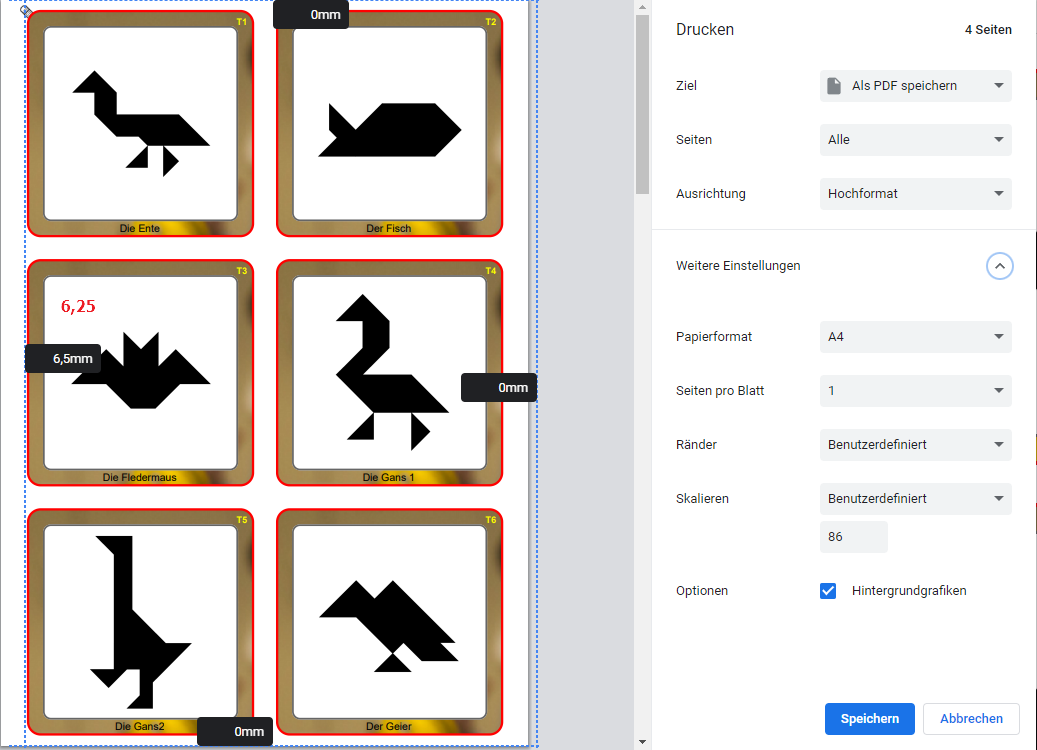 0mm
T1
T2
Die Ente
Der Fisch
T3
T4
6,25
6,5mm
0mm
Die Fledermaus
Die Gans 1
T5
T6
Die Gans2
Der Geier
0mm
Drucken
4 Seiten
Ziel
Als PDF speichern
Seiten
Alle
Ausrichtung
Hochformat
Weitere Einstellungen
Papierformat
A4
Seiten pro Blatt
1
Ränder
Benutzerdefiniert
Skalieren
Benutzerdefiniert
86
Optionen
Hintergrundgrafiken
Speichern
Abbrechen